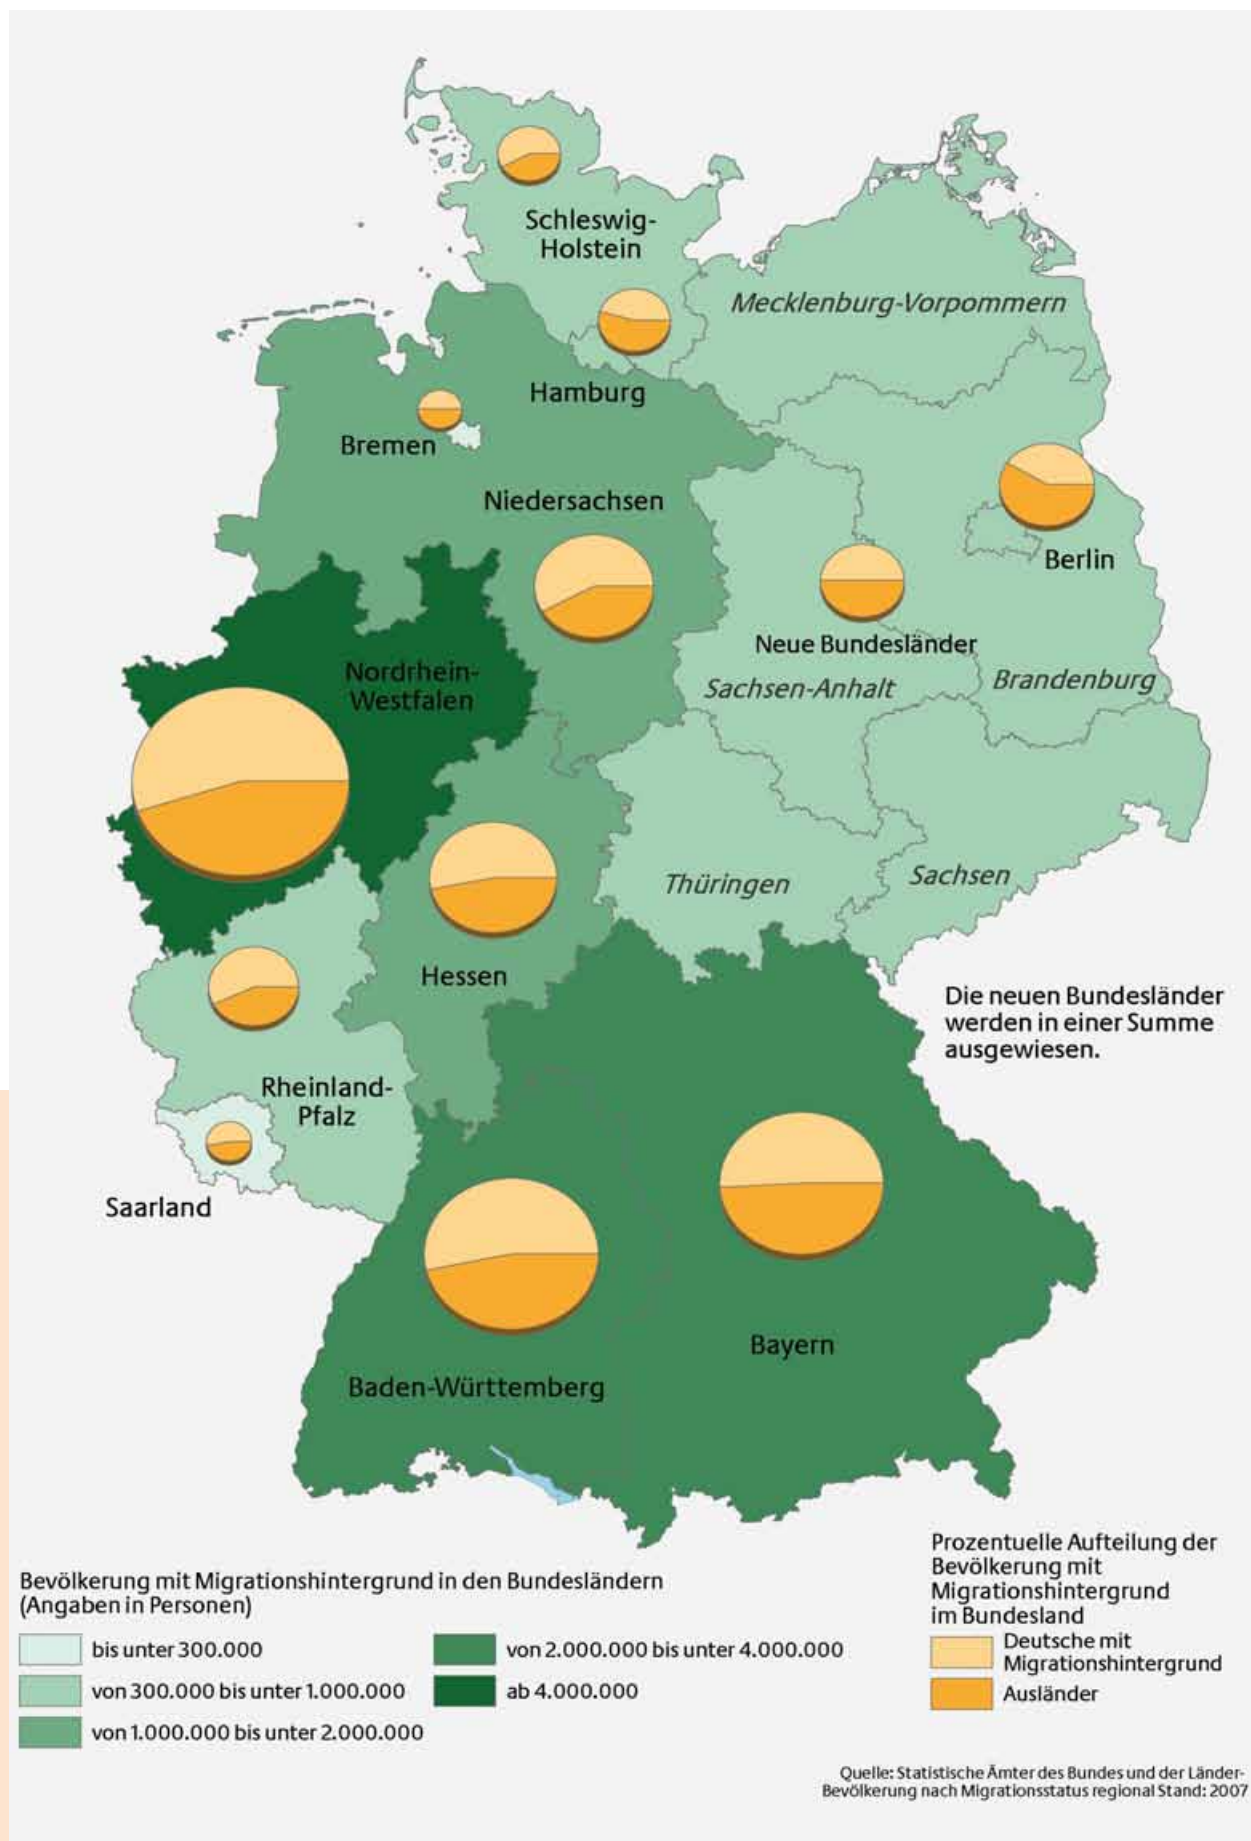 Schleswig-
Holstein
Mecklenburg-Vorpommern
Hamburg
Bremen
Niedersachsen
Berlin
Neue Bundesländer
Nordrhein-
Westfalen
Sachsen-Anhalt
Brandenburg
Thüringen
Sachsen
Hessen
Die neuen Bundesländer
werden in einer Summe
ausgewiesen.
Rheinland-
Pfalz
Saarland
Bayern
Baden-Württemberg
Bevölkerung mit Migrationshintergrund in den Bundesländern
(Angaben in Personen)
bis unter 300.000
von 300.000 bis unter 1.000.000
von 1.000.000 bis unter 2.000.000
von 2.000.000 bis unter 4.000.000
ab 4.000.000
Prozentuelle Aufteilung der
Bevölkerung mit
Migrationshintergrund
im Bundesland
Deutsche mit
Migrationshintergrund
Ausländer
Quelle: Statistische Ämter des Bundes und der Länder-
Bevölkerung nach Migrationsstatus regional Stand: 2007